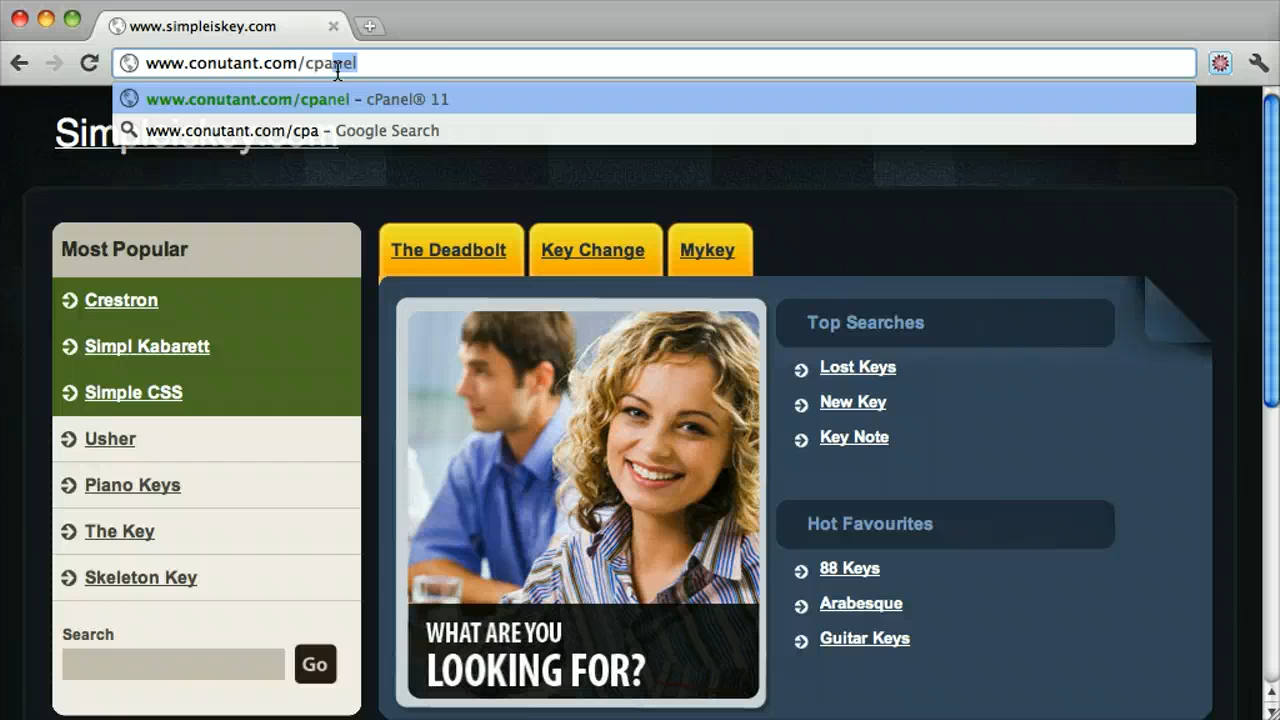 www.simpleiskey.com
www.conutant.com/cpanel
www.conutant.com/cpanel – cPanel® 11
www.conutant.com/cpa – Google Search
Simpleiskey.com
Most Popular
Crestron
Simpl Kabarett
Simple CSS
Usher
Piano Keys
The Key
Skeleton Key
Search
Go
The Deadbolt
Key Change
Mykey
WHAT ARE YOU
LOOKING FOR?
Top Searches
Lost Keys
New Key
Key Note
Hot Favourites
88 Keys
Arabesque
Guitar Keys